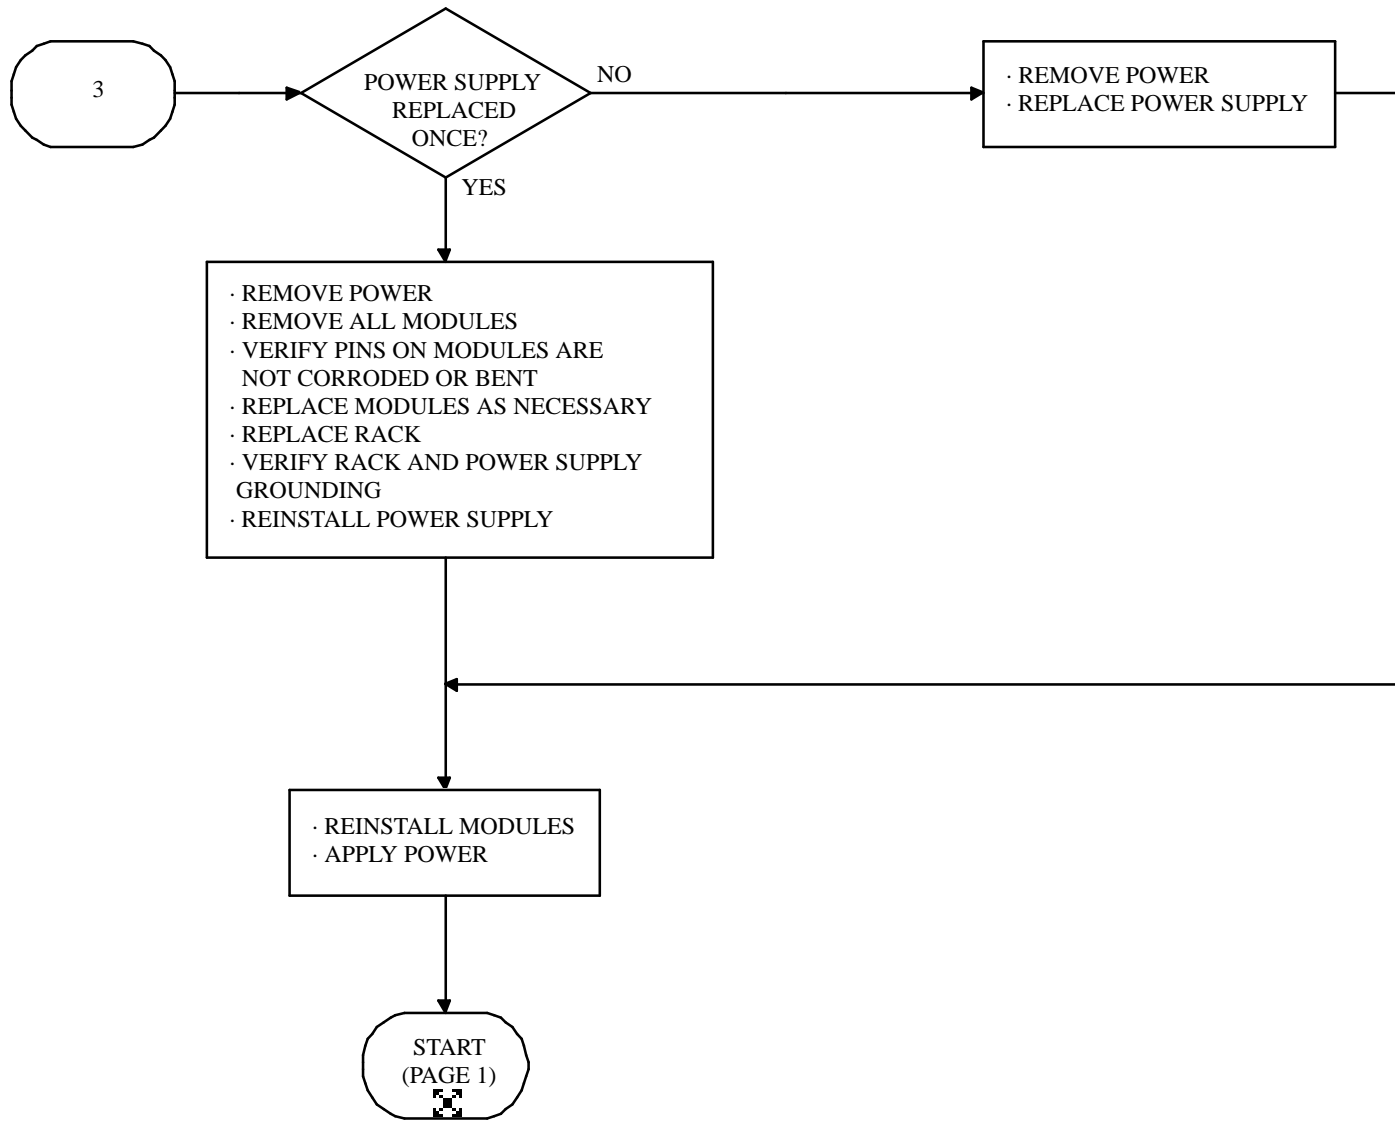 3
POWER SUPPLY
REPLACED
ONCE?
NO
· REMOVE POWER
· REPLACE POWER SUPPLY
YES
· REMOVE POWER
· REMOVE ALL MODULES
· VERIFY PINS ON MODULES ARE
NOT CORRODED OR BENT
· REPLACE MODULES AS NECESSARY
· REPLACE RACK
· VERIFY RACK AND POWER SUPPLY
GROUNDING
· REINSTALL POWER SUPPLY
· REINSTALL MODULES
· APPLY POWER
START
(PAGE 1)